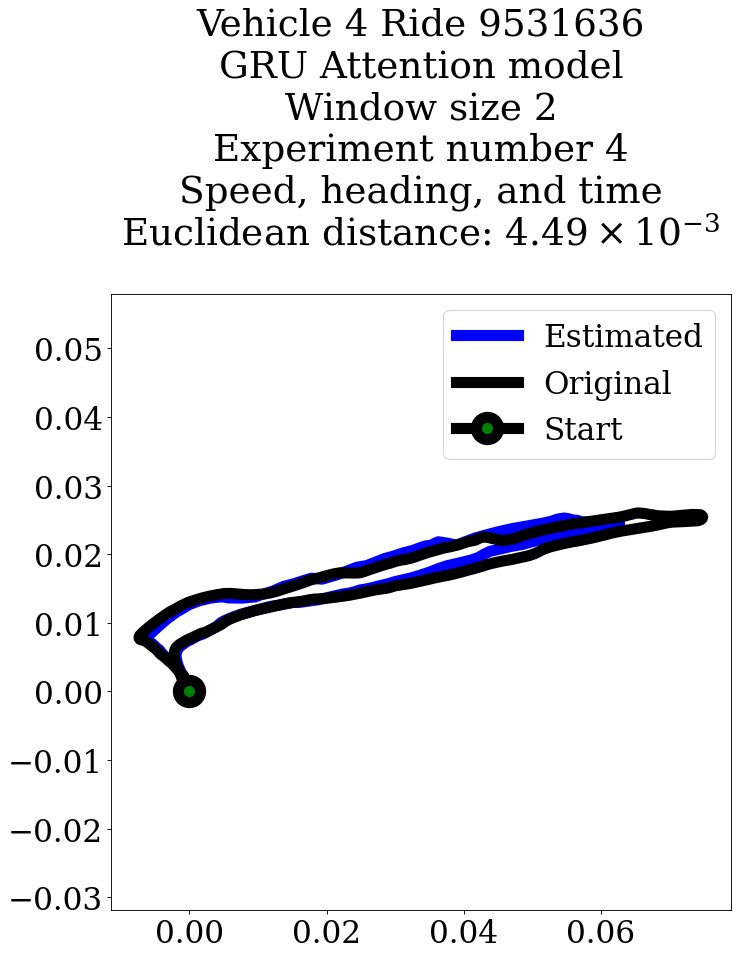 Vehicle 4 Ride 9531636
GRU Attention model
Window size 2
Experiment number 4
Speed, heading, and time
Euclidean distance: 4.49 × 10⁻³
Estimated
Original
Start
0.05
0.04
0.03
0.02
0.01
0.00
−0.01
−0.02
−0.03
0.00 0.02 0.04 0.06